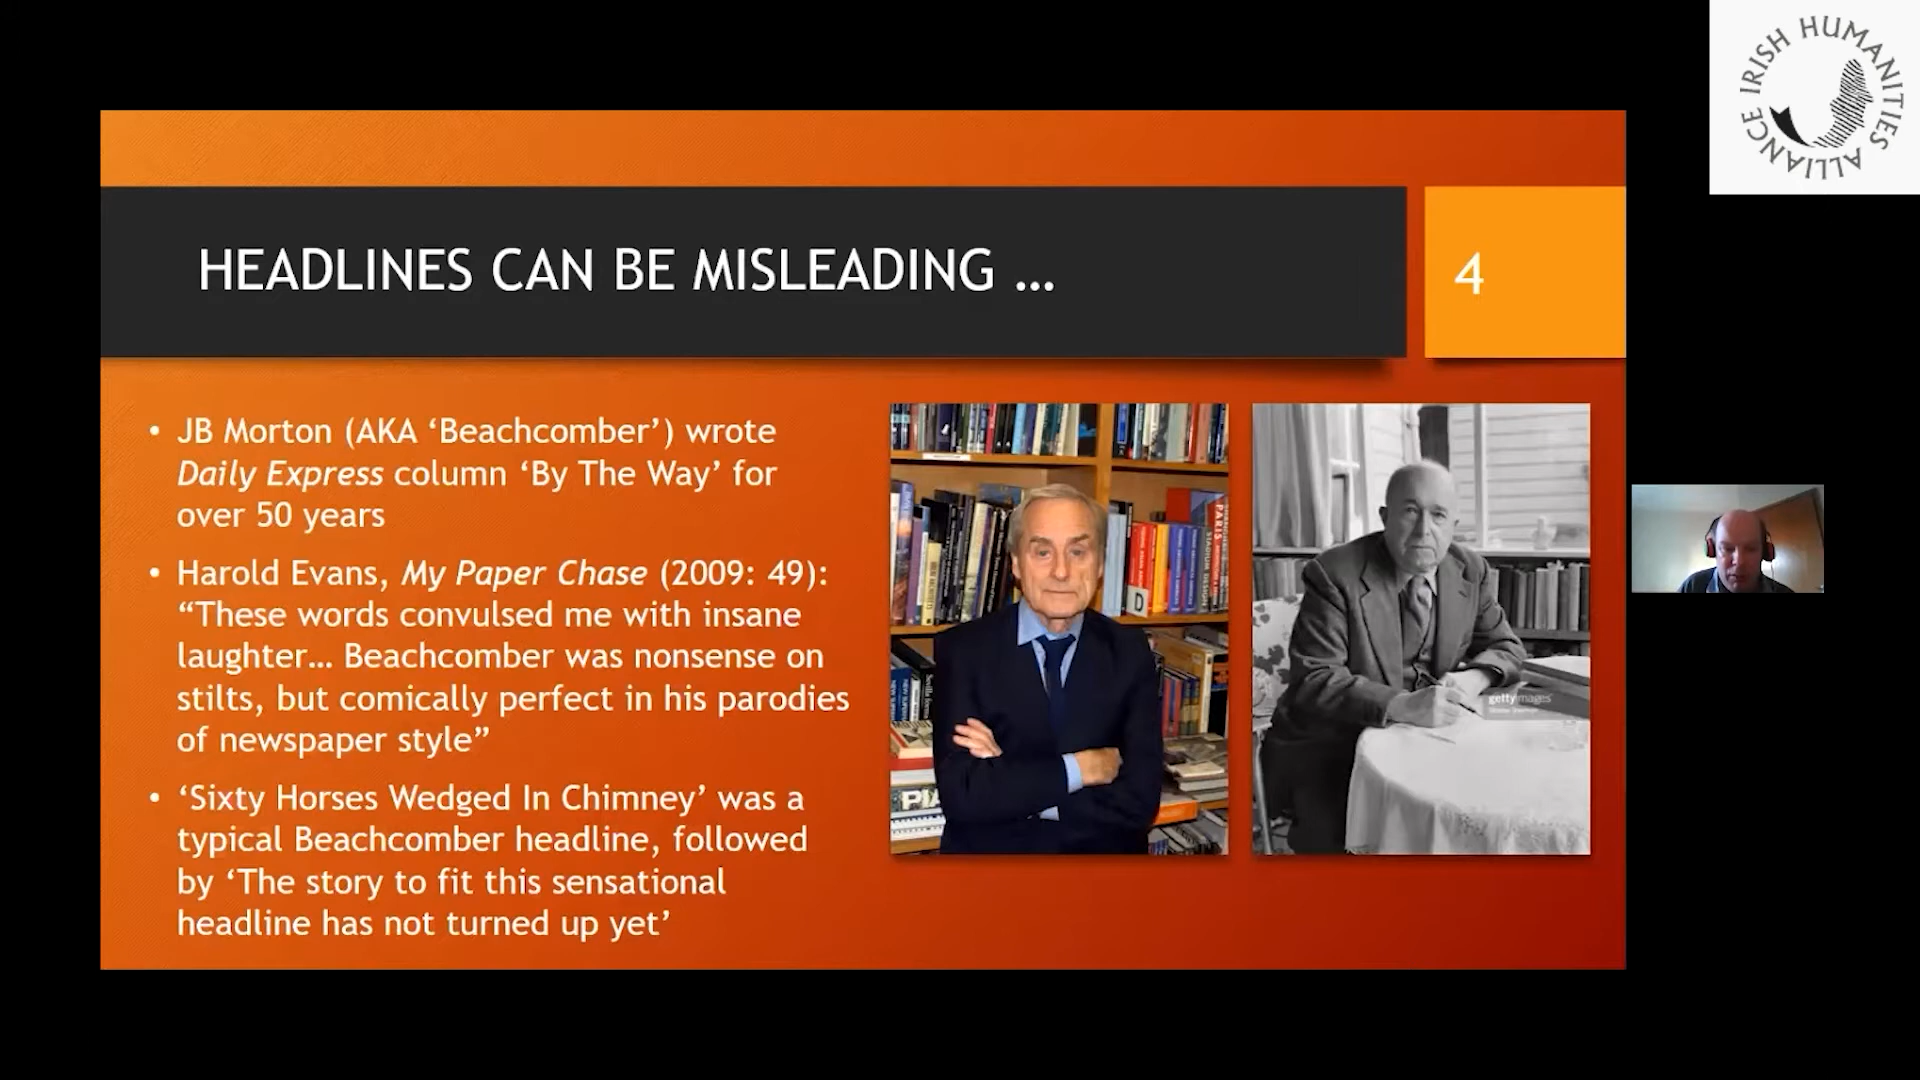 IRISH HUMANITIES ALLIANCE
HEADLINES CAN BE MISLEADING ...
4
• JB Morton (AKA ‘Beachcomber’) wrote
Daily Express column ‘By The Way’ for
over 50 years
• Harold Evans, My Paper Chase (2009: 49):
“These words convulsed me with insane
laughter… Beachcomber was nonsense on
stilts, but comically perfect in his parodies
of newspaper style”
• ‘Sixty Horses Wedged In Chimney’ was a
typical Beachcomber headline, followed
by ‘The story to fit this sensational
headline has not turned up yet’
PARIS
D
gettyimages